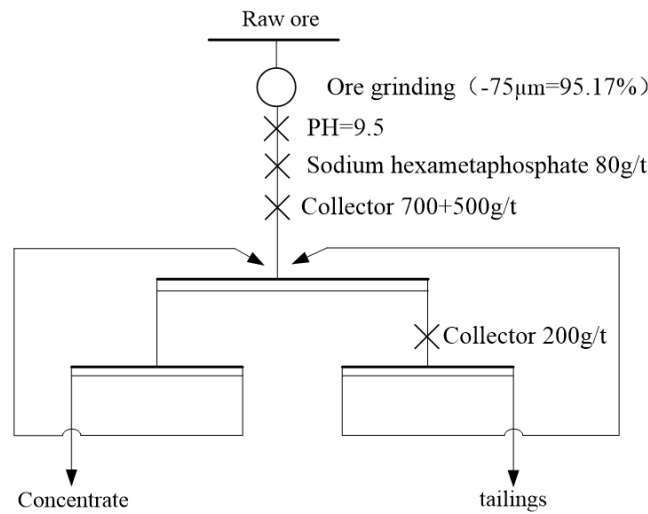 Raw ore
Ore grinding（-75μm=95.17%）
PH=9.5
Sodium hexametaphosphate 80g/t
Collector 700+500g/t
Collector 200g/t
Concentrate
tailings